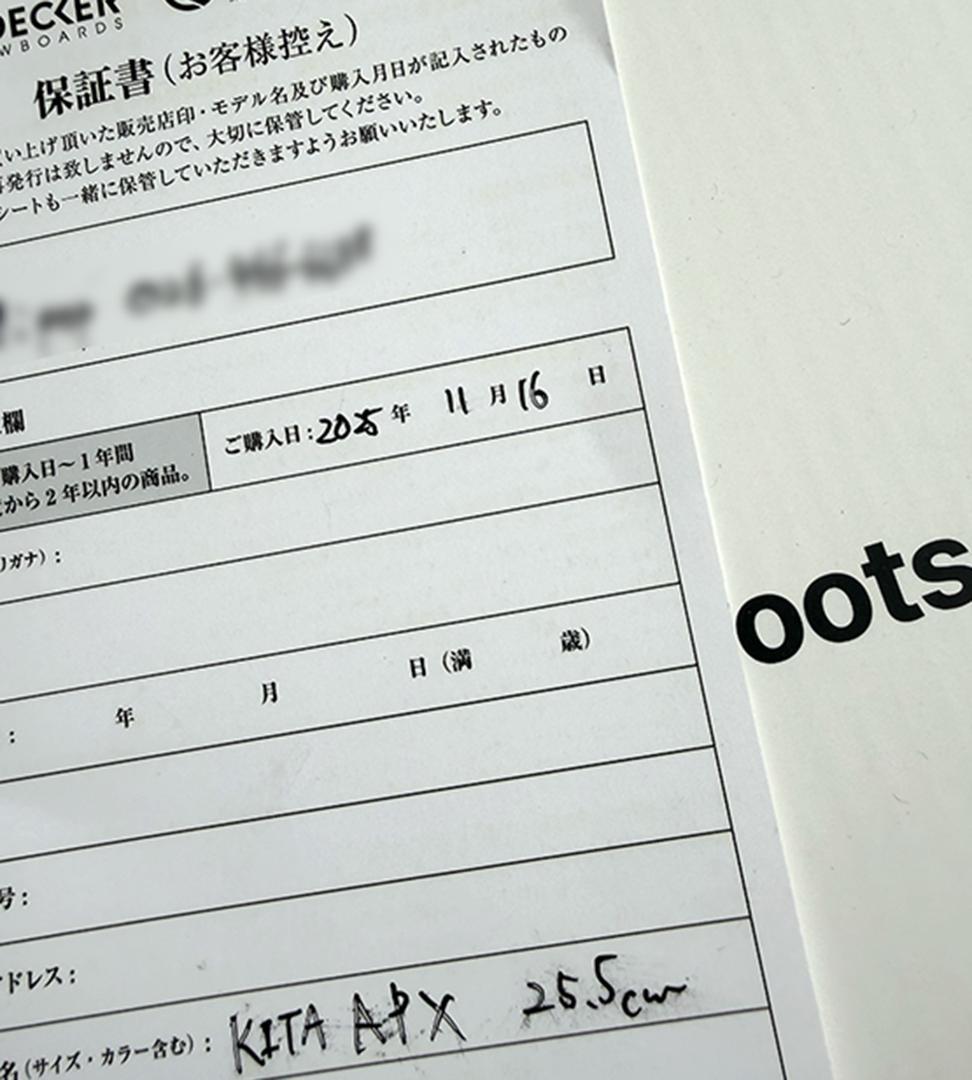 DECKER
WBOARDS
保証書(お客様控え)
い上げ頂いた販売店印・モデル名及び購入月日が記入されたもの
再発行は致しませんので、大切に保管してください。
シートも一緒に保管していただきますようお願いいたします。
欄
購入日~1年間
から2年以内の商品。
ご購入日:2025年 11月16 日
リガナ):
: 年 月 日(満 歳)
号:
ドレス:
名(サイズ・カラー含む): KITA APX 25.5cm
oots